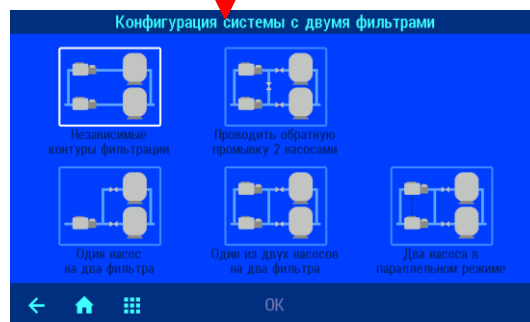 Конфигурация системы с двумя фильтрами
Независимые
контуры фильтрации
Проводить обратную
промывку 2 насосами
Один насос
на два фильтра
Один из двух насосов
на два фильтра
Два насоса в
параллельном режиме
OK